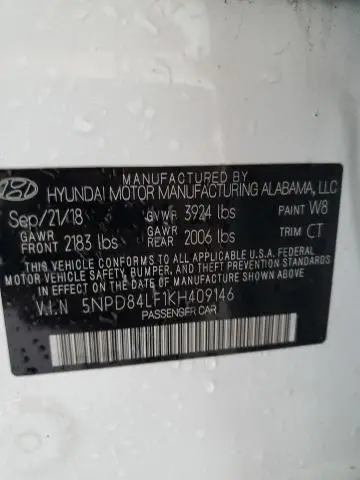 MANUFACTURED BY
HYUNDAI MOTOR MANUFACTURING ALABAMA, LLC
Sep/21/18 GVWR 3924 lbs PAINT W8
GAWR FRONT 2183 lbs GAWR REAR 2006 lbs TRIM CT
THIS VEHICLE CONFORMS TO ALL APPLICABLE FEDERAL
MOTOR VEHICLE SAFETY, BUMPER, AND THEFT PREVENTION
STANDARDS IN EFFECT ON THE DATE OF MANUFACTURE SHOWN ABOVE.
V.I.N 5NPD84LF1KH409146
PASSENGER CAR